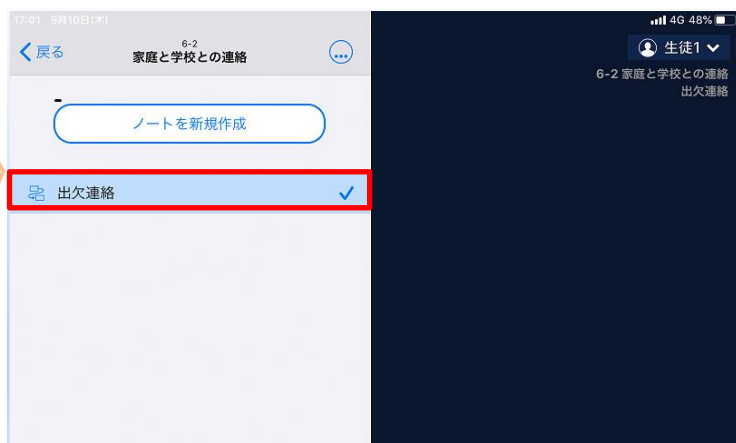 17:01 9月10日(木)
4G 48%
戻る
6-2
家庭と学校との連絡
生徒1
6-2 家庭と学校との連絡
出欠連絡
ノートを新規作成
出欠連絡